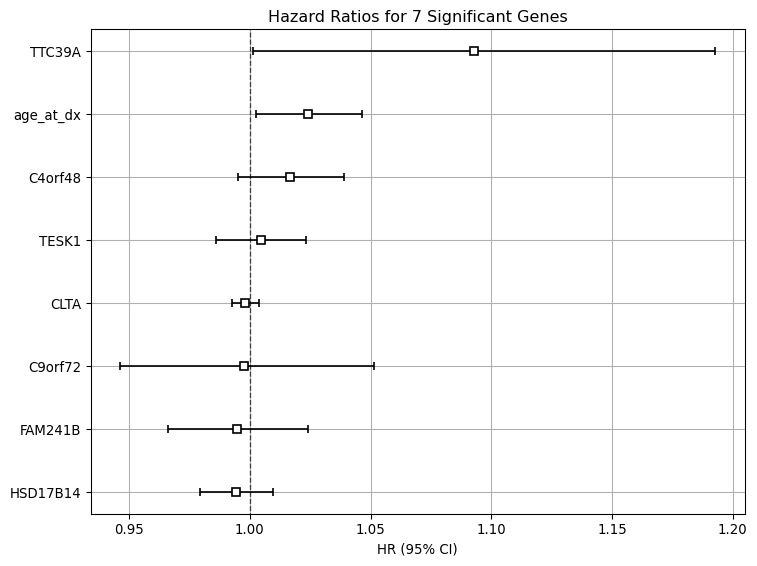 Hazard Ratios for 7 Significant Genes
TTC39A
age_at_dx
C4orf48
TESK1
CLTA
C9orf72
FAM241B
HSD17B14
0.95 1.00 1.05 1.10 1.15 1.20
HR (95% CI)